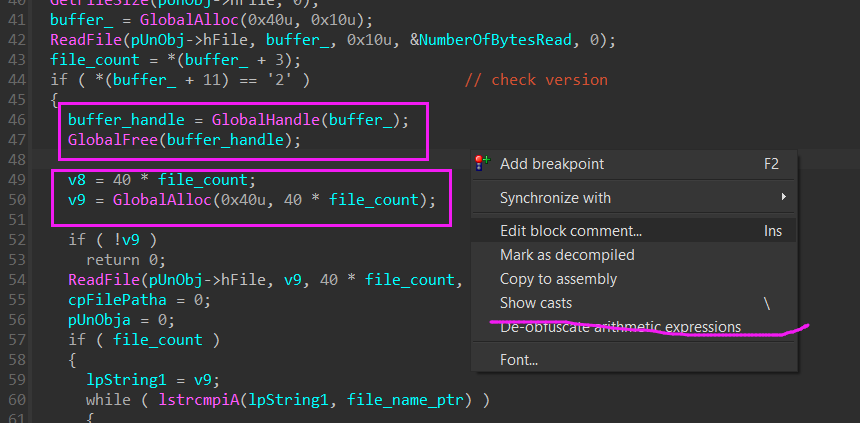 40 GetFileSize(pUnObj->hFile, 0);
41 buffer_ = GlobalAlloc(0x40u, 0x10u);
42 ReadFile(pUnObj->hFile, buffer_, 0x10u, &NumberOfBytesRead, 0);
43 file_count = *(buffer_ + 3);
44 if ( *(buffer_ + 11) == '2' ) // check version
45 {
46 buffer_handle = GlobalHandle(buffer_);
47 GlobalFree(buffer_handle);
48
49 v8 = 40 * file_count;
50 v9 = GlobalAlloc(0x40u, 40 * file_count);
51
52 if ( !v9 )
53 return 0;
54 ReadFile(pUnObj->hFile, v9, 40 * file_count,
55 cpFilePatha = 0;
56 pUnObja = 0;
57 if ( file_count )
58 {
59 lpString1 = v9;
60 while ( lstrcmpiA(lpString1, file_name_ptr) )
61 {
Add breakpoint F2
Synchronize with
Edit block comment... Ins
Mark as decompiled
Copy to assembly
Show casts \
De-obfuscate arithmetic expressions
Font...